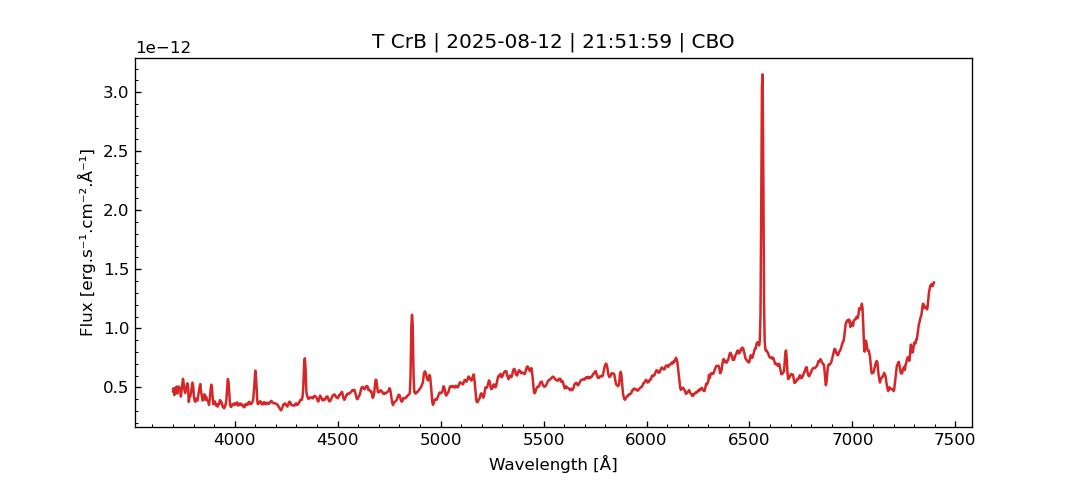 T CrB | 2025-08-12 | 21:51:59 | CBO
1e−12
3.0
2.5
2.0
1.5
1.0
0.5
Flux [erg.s⁻¹.cm⁻².Å⁻¹]
4000 4500 5000 5500 6000 6500 7000 7500
Wavelength [Å]